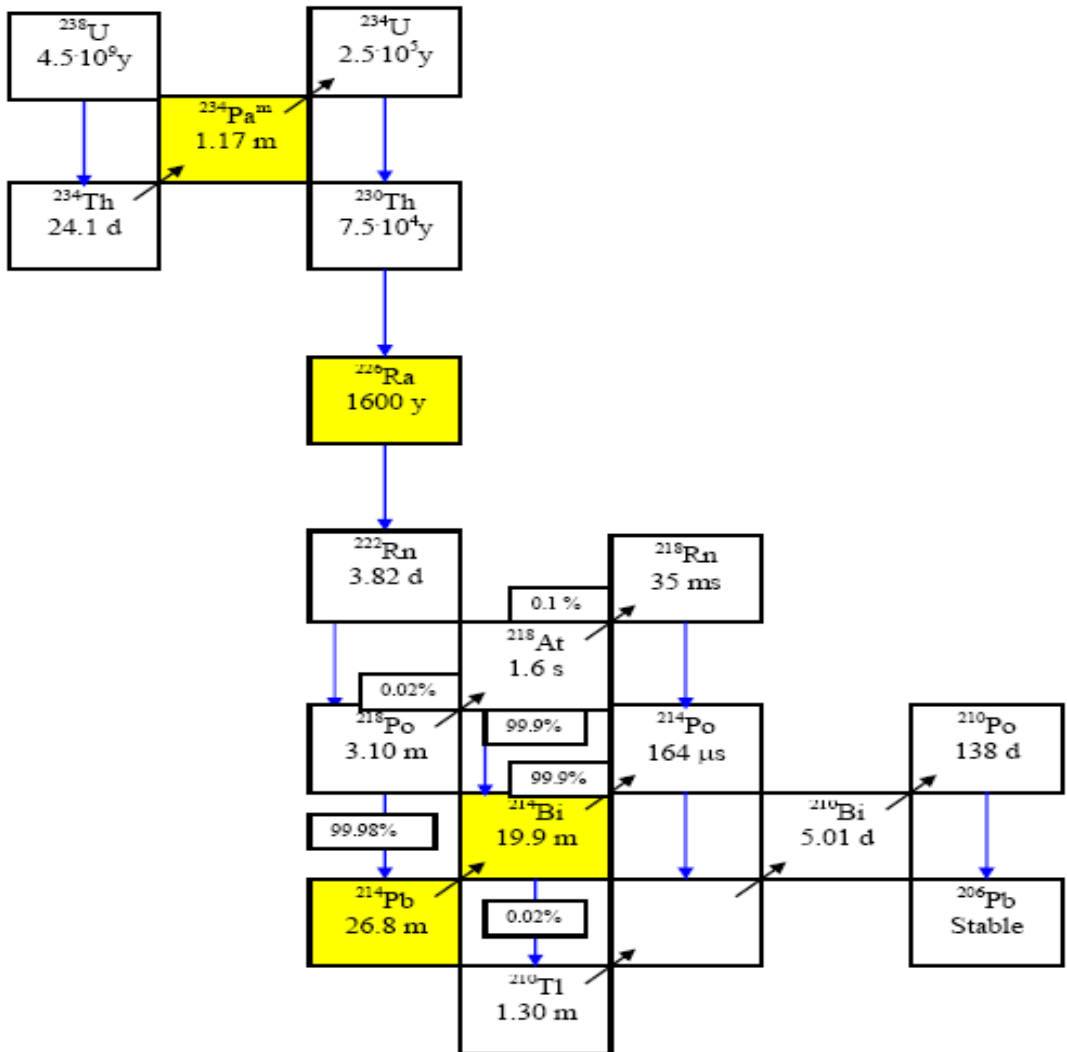 ²³⁸U
4.5·10⁹y
²³⁴U
2.5·10⁵y
²³⁴Paᵐ
1.17 m
²³⁴Th
24.1 d
²³⁰Th
7.5·10⁴y
²²⁶Ra
1600 y
²²²Rn
3.82 d
²¹⁸Rn
35 ms
0.1 %
²¹⁸At
1.6 s
0.02%
²¹⁸Po
3.10 m
99.9%
²¹⁴Po
164 µs
²¹⁰Po
138 d
99.9%
²¹⁴Bi
19.9 m
²¹⁰Bi
5.01 d
99.98%
²¹⁴Pb
26.8 m
0.02%
²⁰⁶Pb
Stable
²¹⁰Tl
1.30 m